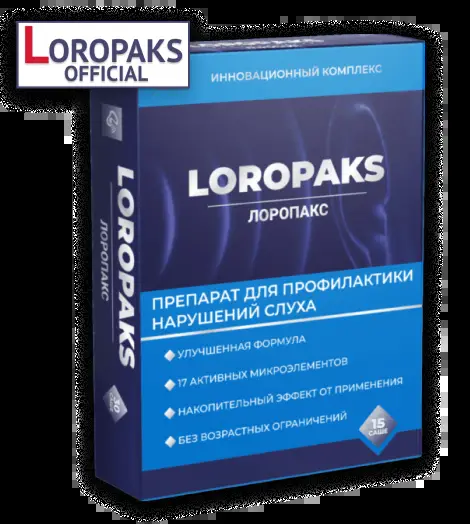 LOROPAKS
OFFICIAL
ИННОВАЦИОННЫЙ КОМПЛЕКС
LOROPAKS
ЛОРОПАКС
ПРЕПАРАТ ДЛЯ ПРОФИЛАКТИКИ
НАРУШЕНИЙ СЛУХА
УЛУЧШЕННАЯ ФОРМУЛА
17 АКТИВНЫХ МИКРОЭЛЕМЕНТОВ
НАКОПИТЕЛЬНЫЙ ЭФФЕКТ ОТ ПРИМЕНЕНИЯ
БЕЗ ВОЗРАСТНЫХ ОГРАНИЧЕНИЙ
15
САШЕ
LOROPAKS
ЛОРОПАКС